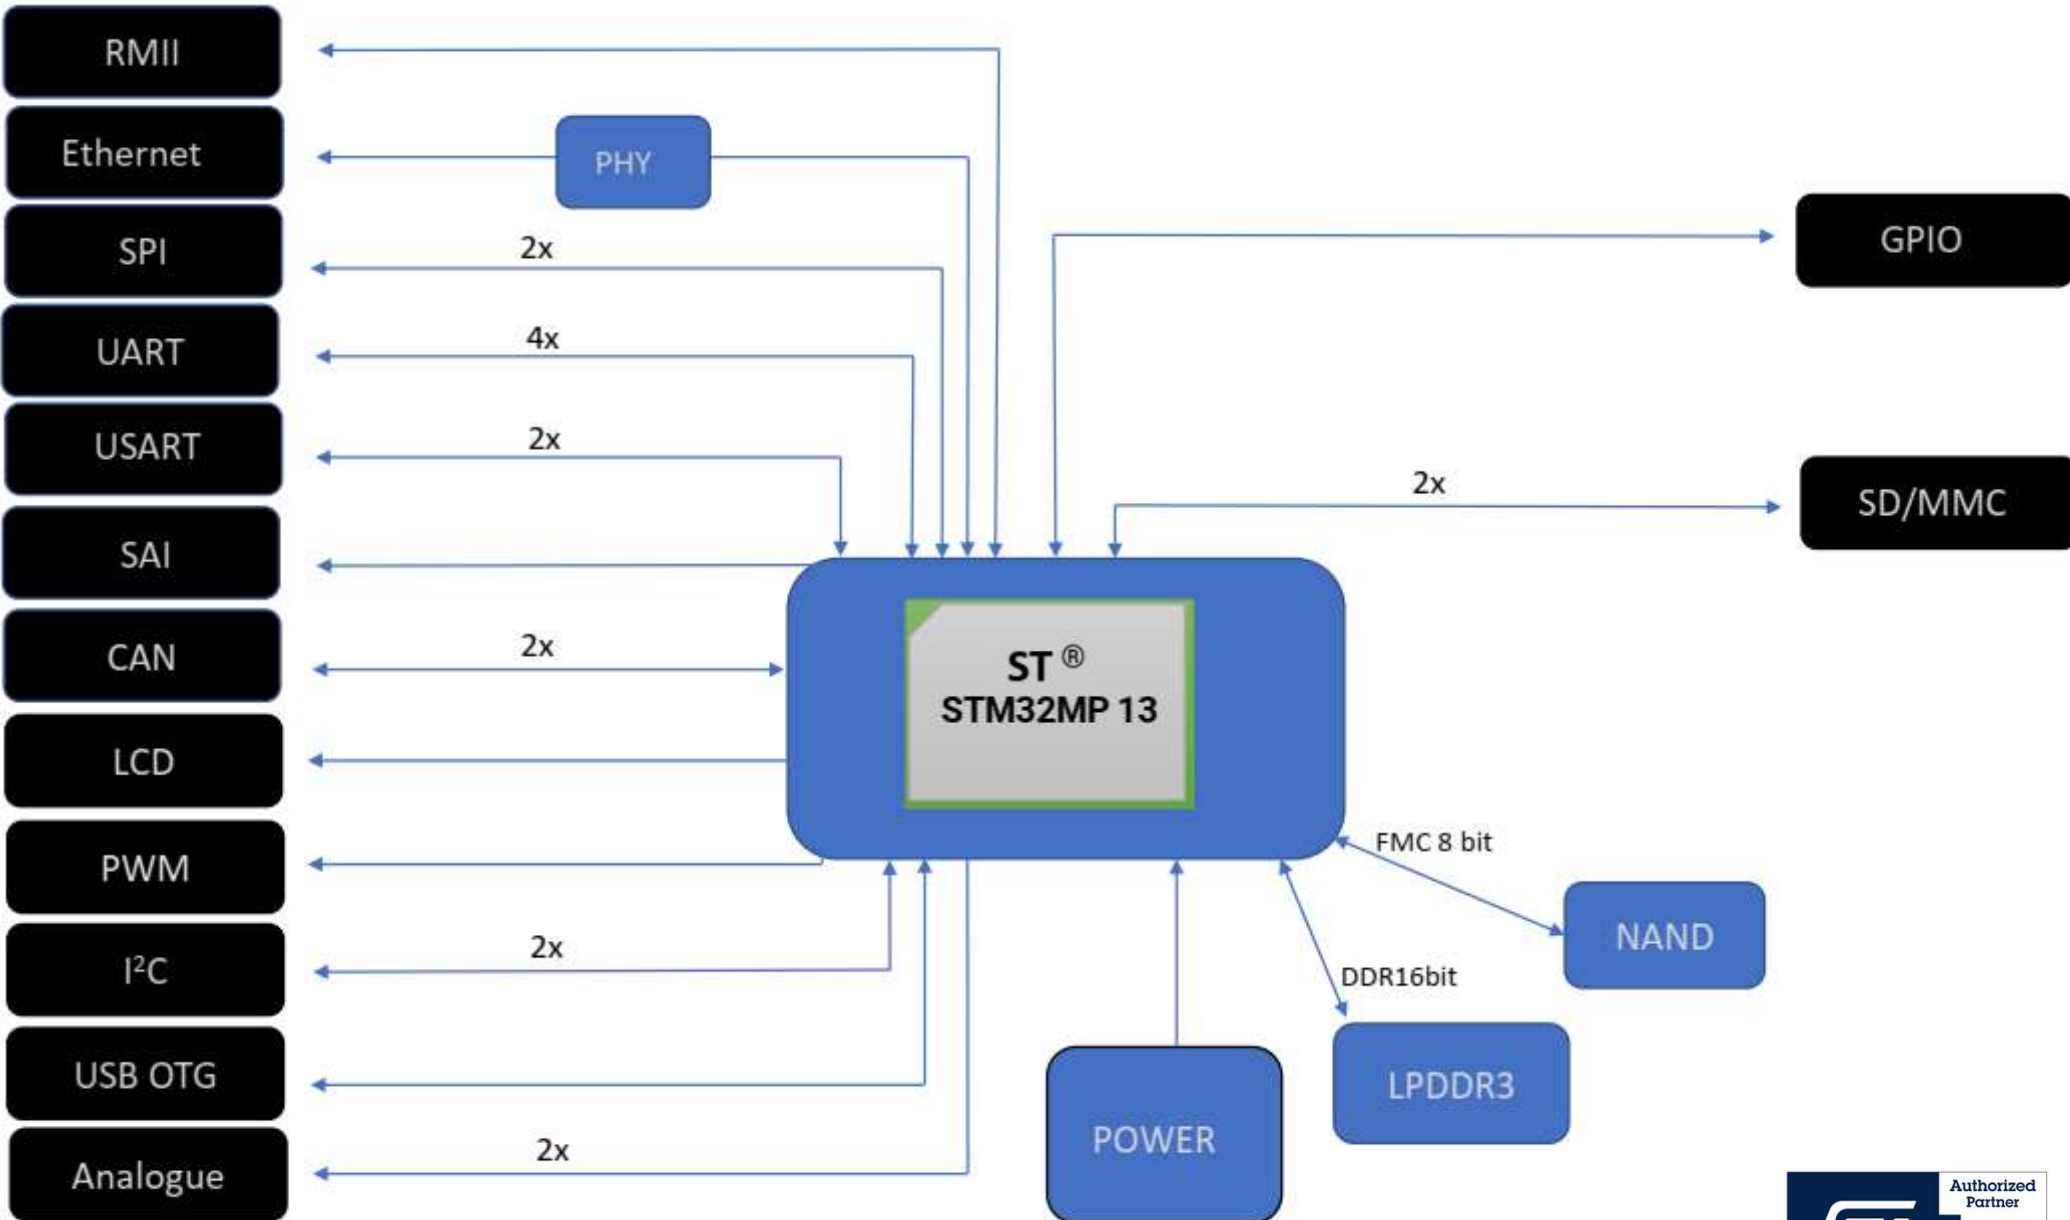 RMII
Ethernet
PHY
SPI
2x
GPIO
UART
4x
USART
2x
SD/MMC
2x
SAI
CAN
2x
ST ®
STM32MP 13
LCD
PWM
FMC 8 bit
NAND
I²C
2x
DDR16bit
USB OTG
LPDDR3
POWER
Analogue
2x
Authorized
Partner